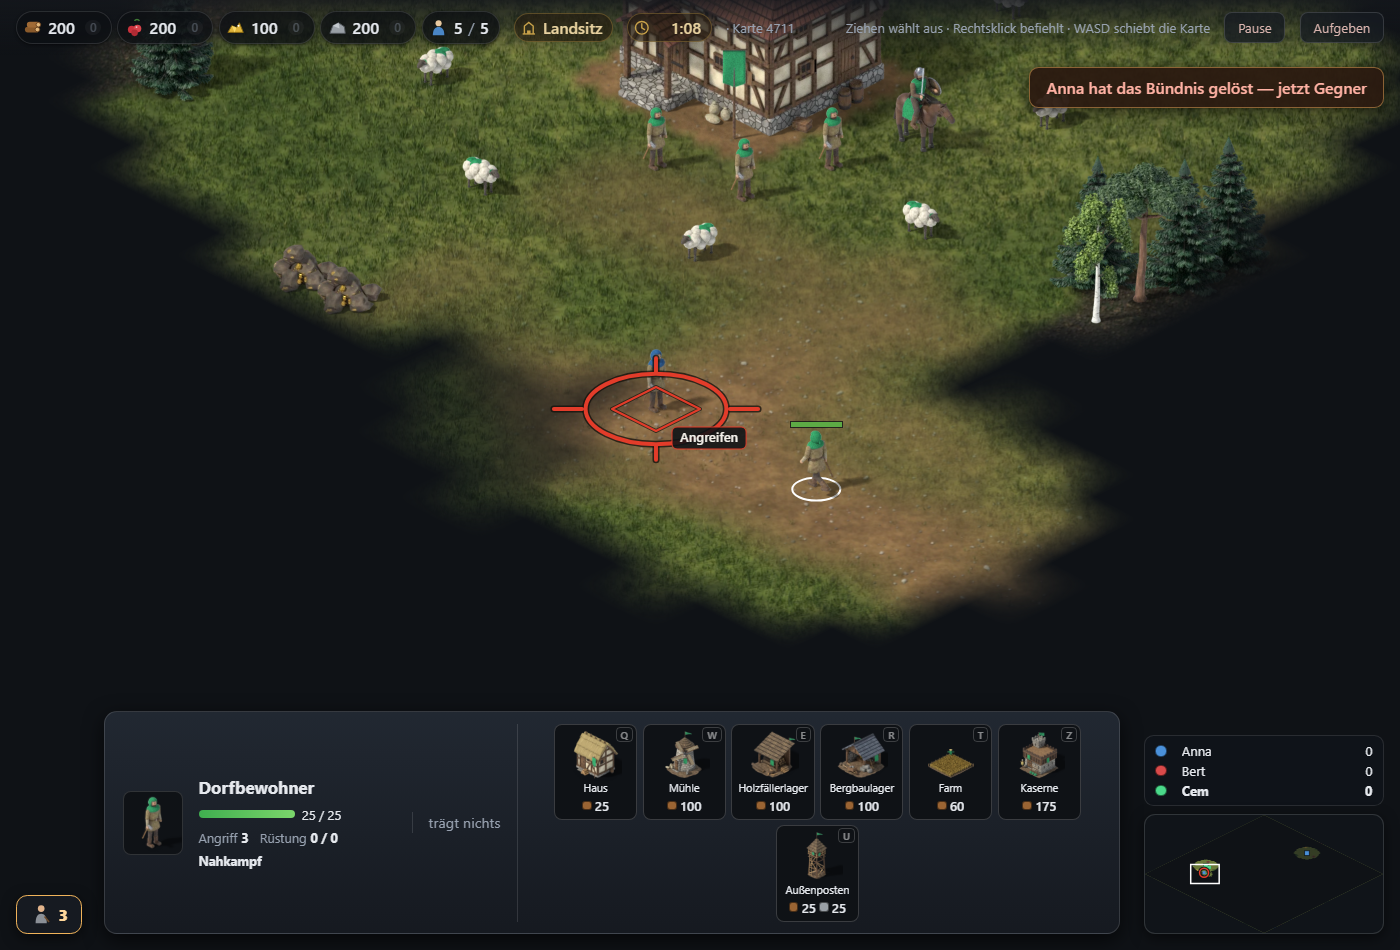 200 0 200 0 100 0 200 0 5 / 5 Landsitz 1:08 · Karte 4711 Ziehen wählt aus · Rechtsklick befiehlt · WASD schiebt die Karte Pause Aufgeben
Anna hat das Bündnis gelöst — jetzt Gegner
Angreifen
Dorfbewohner
25 / 25
Angriff 3 Rüstung 0 / 0
Nahkampf
trägt nichts
Q W E R T Z
Haus Mühle Holzfällerlager Bergbaulager Farm Kaserne
25 100 100 100 60 175
U
Außenposten
25 25
Anna 0
Bert 0
Cem 0
3